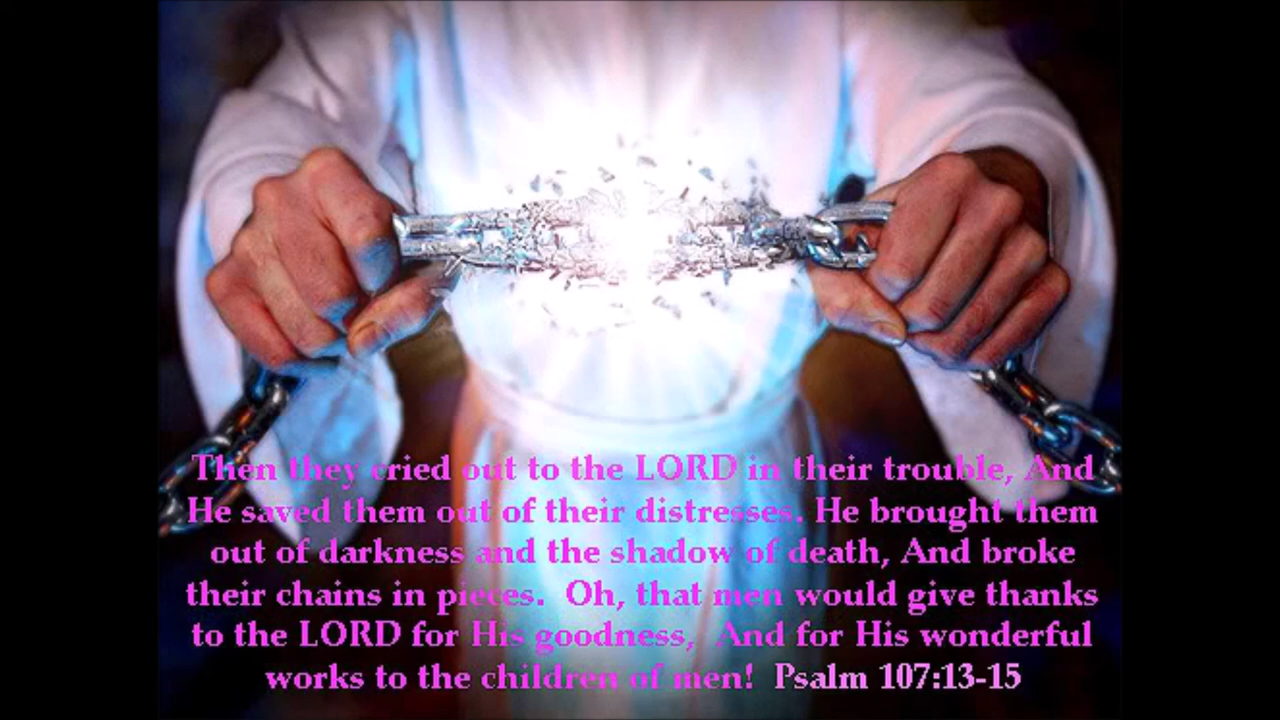 Then they cried out to the LORD in their trouble, And
He saved them out of their distresses. He brought them
out of darkness and the shadow of death, And broke
their chains in pieces.  Oh, that men would give thanks
to the LORD for His goodness,  And for His wonderful
works to the children of men!  Psalm 107:13-15